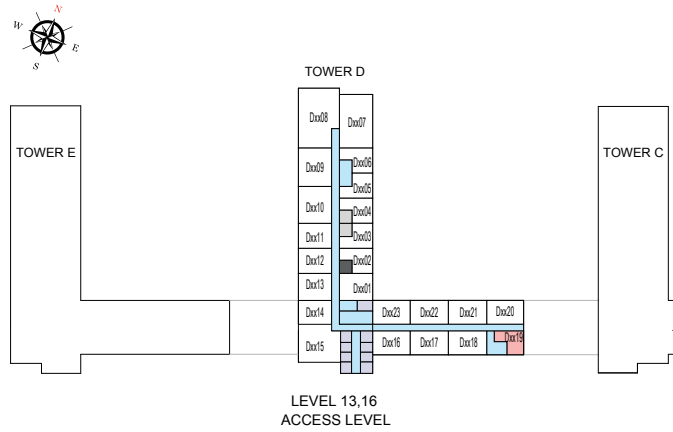 N
W
E
S
TOWER D
Dxx08
Dxx07
TOWER E
TOWER C
Dxx09
Dxx06
Dxx05
Dxx10
Dxx04
Dxx11
Dxx03
Dxx12
Dxx02
Dxx13
Dxx01
Dxx14
Dxx23
Dxx22
Dxx21
Dxx20
Dxx15
Dxx16
Dxx17
Dxx18
Dxx19
LEVEL 13,16
ACCESS LEVEL